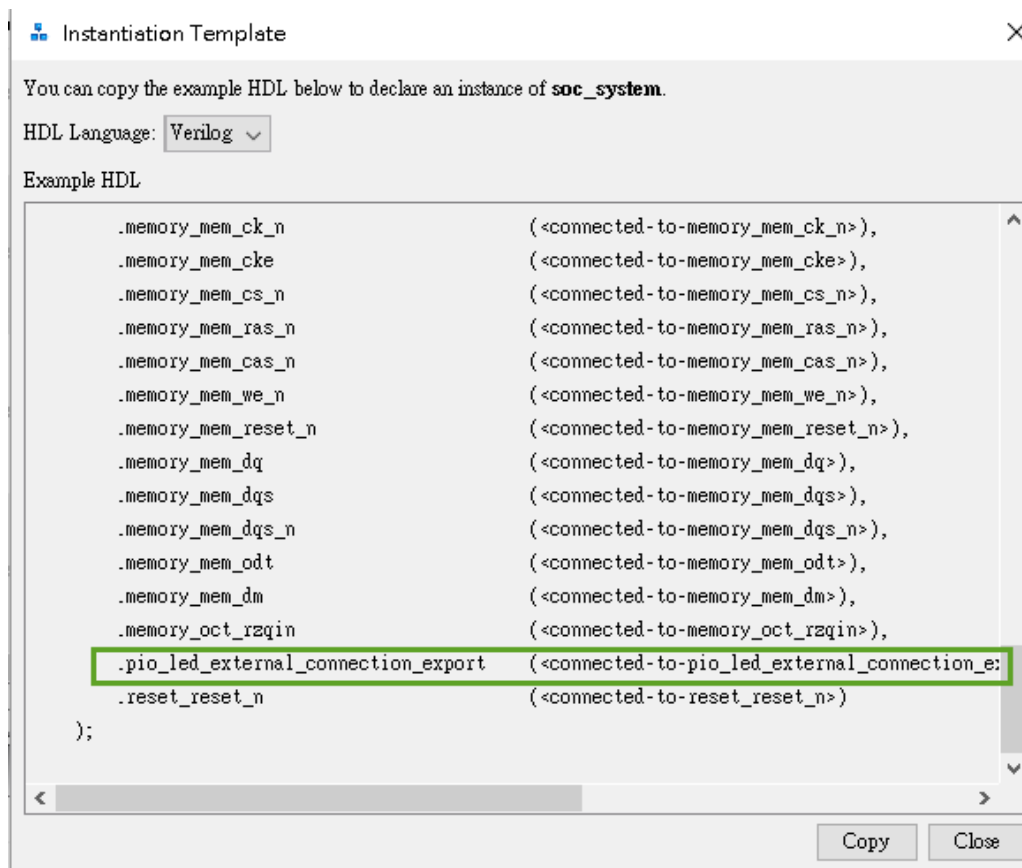 Instantiation Template
You can copy the example HDL below to declare an instance of soc_system.
HDL Language: Verilog
Example HDL
.memory_mem_ck_n (<connected-to-memory_mem_ck_n>),
.memory_mem_cke (<connected-to-memory_mem_cke>),
.memory_mem_cs_n (<connected-to-memory_mem_cs_n>),
.memory_mem_ras_n (<connected-to-memory_mem_ras_n>),
.memory_mem_cas_n (<connected-to-memory_mem_cas_n>),
.memory_mem_we_n (<connected-to-memory_mem_we_n>),
.memory_mem_reset_n (<connected-to-memory_mem_reset_n>),
.memory_mem_dq (<connected-to-memory_mem_dq>),
.memory_mem_dqs (<connected-to-memory_mem_dqs>),
.memory_mem_dqs_n (<connected-to-memory_mem_dqs_n>),
.memory_mem_odt (<connected-to-memory_mem_odt>),
.memory_mem_dm (<connected-to-memory_mem_dm>),
.memory_oct_rzqin (<connected-to-memory_oct_rzqin>),
.pio_led_external_connection_export (<connected-to-pio_led_external_connection_ex
.reset_reset_n (<connected-to-reset_reset_n>)
);
Copy Close